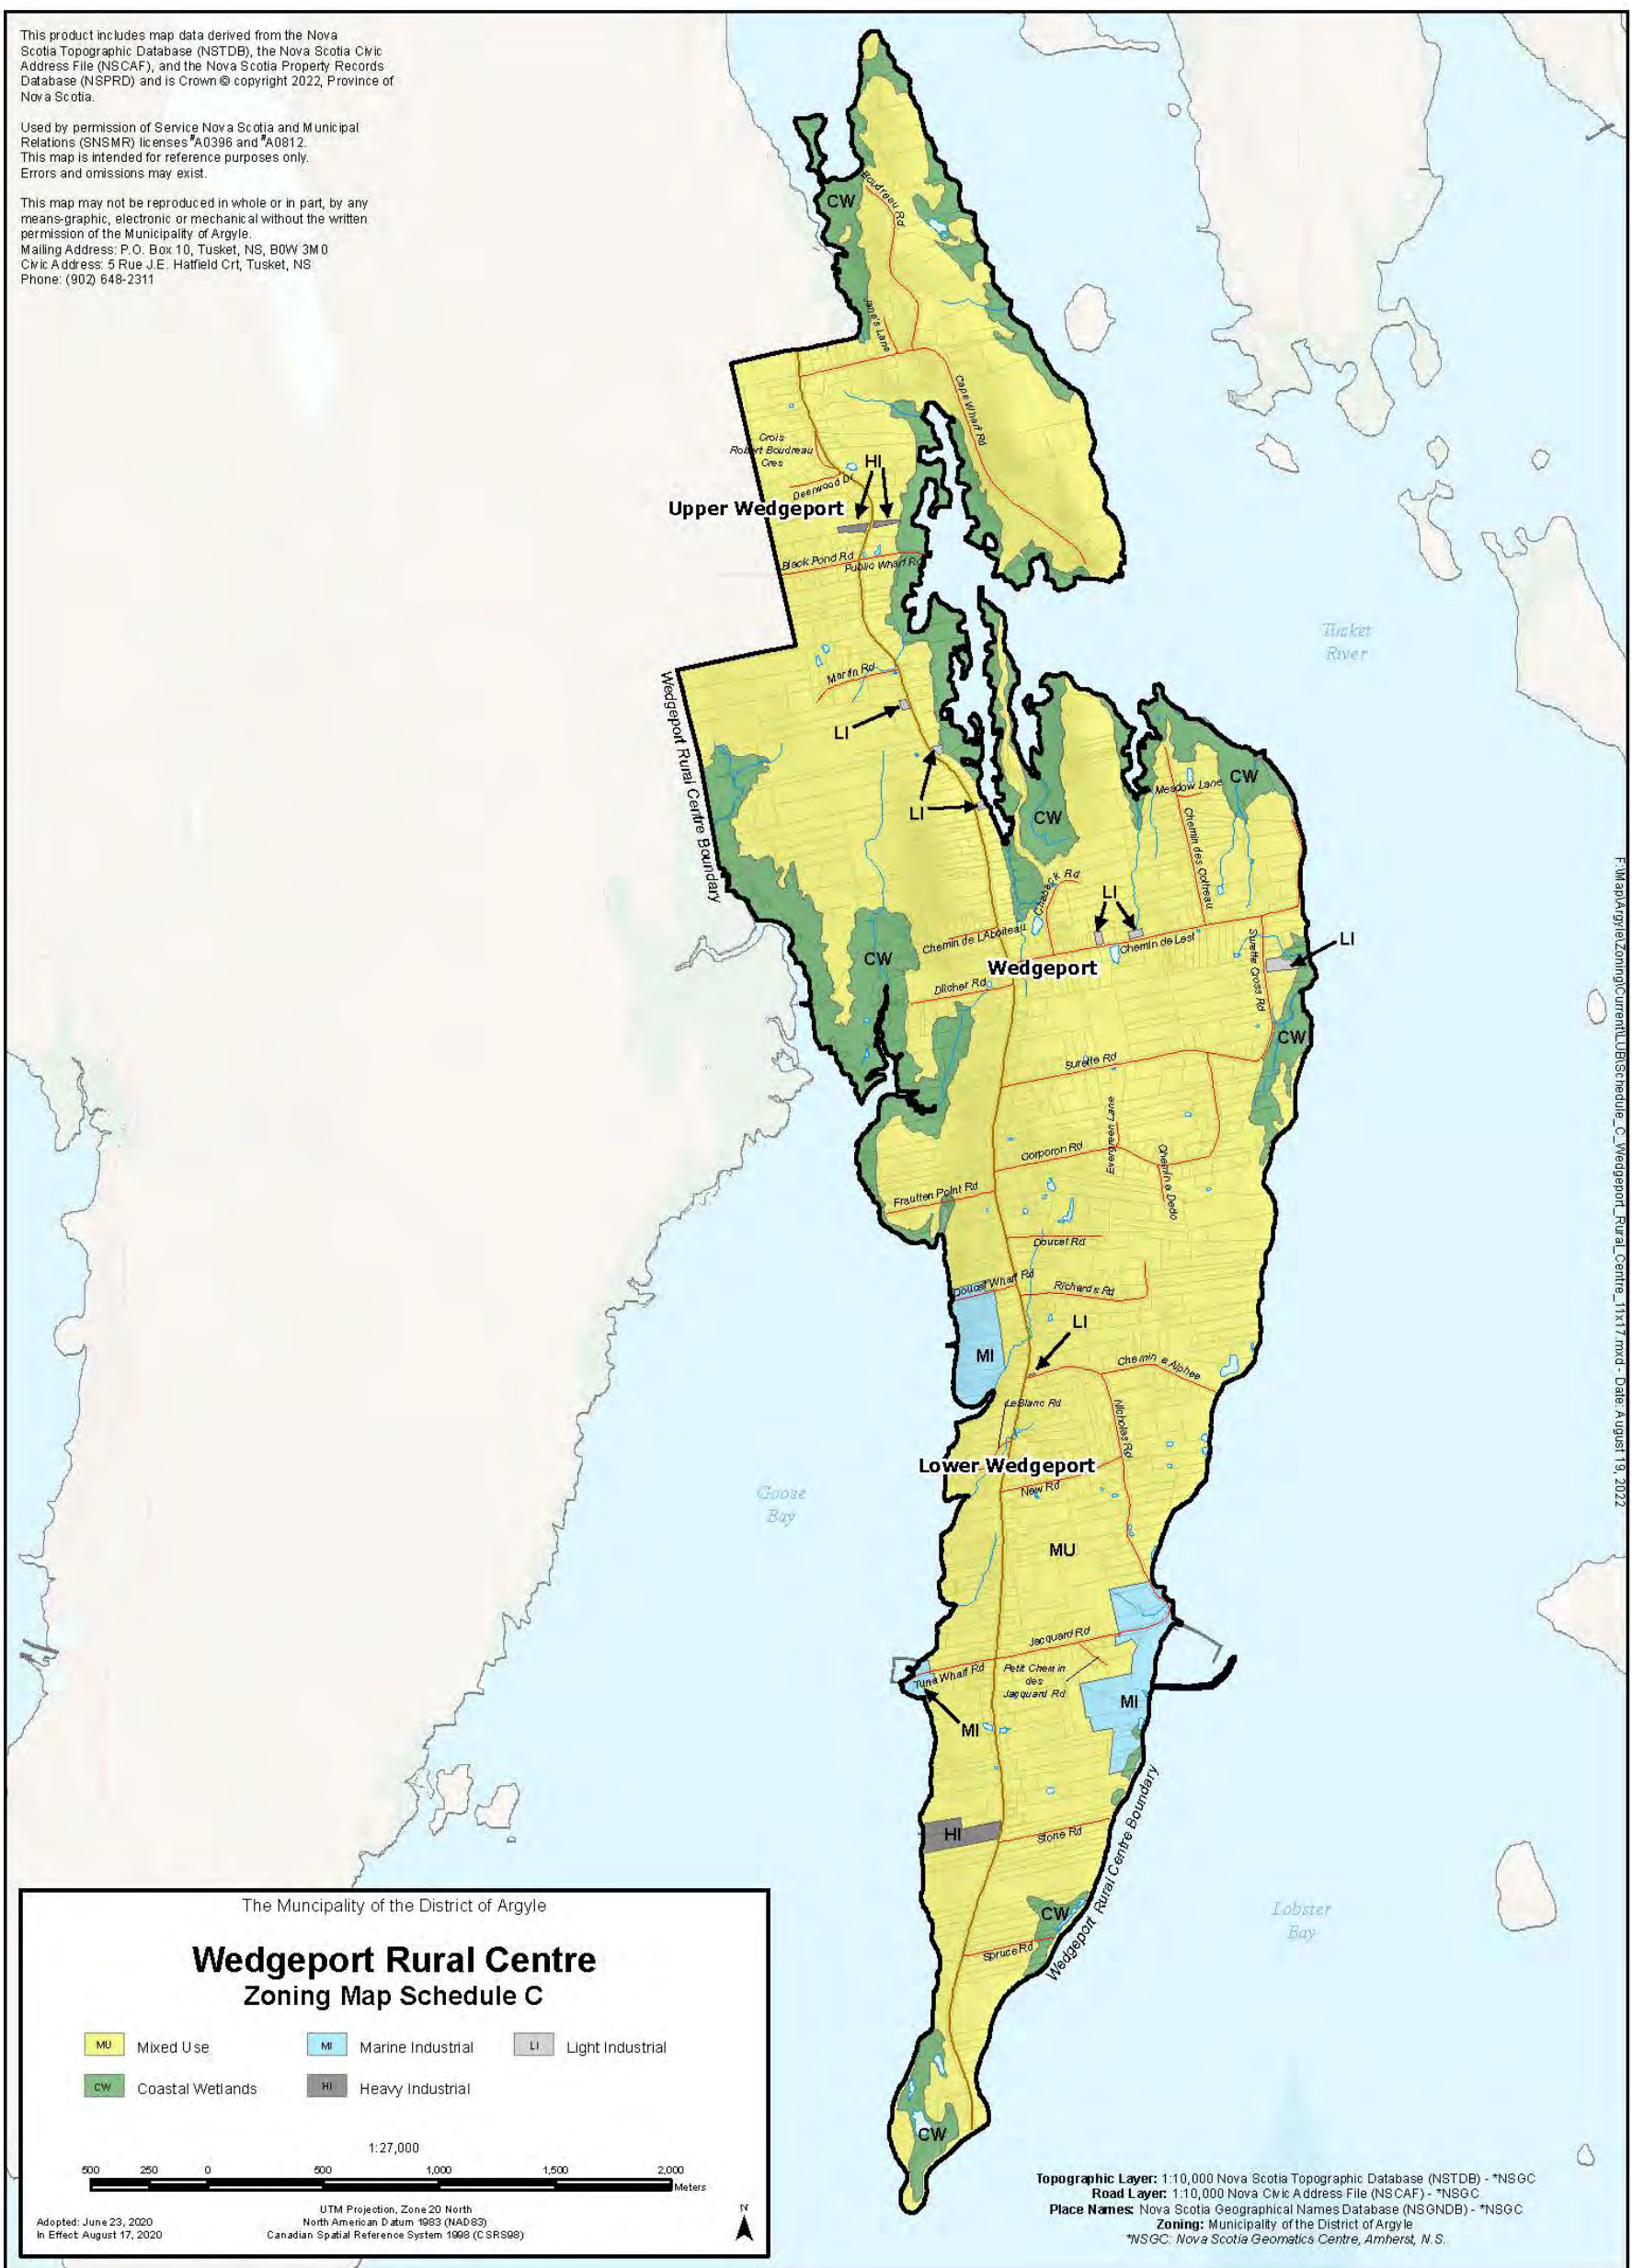 This product includes map data derived from the Nova
Scotia Topographic Database (NSTDB), the Nova Scotia Civic
Address File (NSCAF), and the Nova Scotia Property Records
Database (NSPRD) and is Crown © copyright 2022, Province of
Nova Scotia.
Used by permission of Service Nova Scotia and Municipal
Relations (SNSMR) licenses #A0396 and #A0812.
This map is intended for reference purposes only.
Errors and omissions may exist.
This map may not be reproduced in whole or in part, by any
means-graphic, electronic or mechanical without the written
permission of the Municipality of Argyle.
Mailing Address: P.O. Box 10, Tusket, NS, B0W 3M0
Civic Address: 5 Rue J.E. Hatfield Crt, Tusket, NS
Phone: (902) 648-2311
CW
Boudreau Rd
Jane's Lane
Cape Wharf Rd
Crois
Robert Boudreau
Cres
HI
Deerwood Dr
Upper Wedgeport
Black Pond Rd
Public Wharf Rd
Tusket
River
Martin Rd
Wedgeport Rural Centre Boundary
LI
LI
CW
CW
Meadow Lane
Chemin des Cotreau
Chebeck Rd
LI
Chemin de L'Aboiteau
Chemin de Lest
Surette Cross Rd
LI
CW
Wedgeport
Ditcher Rd
CW
Surette Rd
Evergreen Lane
Corporon Rd
Chemin a Dedo
Frautten Point Rd
Doucet Rd
Doucet Wharf Rd
Richards Rd
LI
MI
Chemin a Alphee
LeBlanc Rd
Nicholas Rd
Lower Wedgeport
New Rd
Goose
Bay
MU
Jacquard Rd
Tuna Wharf Rd
Petit Chemin
des
Jacquard Rd
MI
MI
Wedgeport Rural Centre Boundary
HI
Stone Rd
CW
Spruce Rd
Lobster
Bay
CW
F:\Map\Argyle\Zoning\Current\LUB\Schedule_C_Wedgeport_Rural_Centre_11x17.mxd - Date: August 19, 2022
The Muncipality of the District of Argyle
Wedgeport Rural Centre
Zoning Map Schedule C
MU Mixed Use
MI Marine Industrial
LI Light Industrial
CW Coastal Wetlands
HI Heavy Industrial
1:27,000
500 250 0 500 1,000 1,500 2,000
Meters
UTM Projection, Zone 20 North
North American Datum 1983 (NAD83)
Canadian Spatial Reference System 1998 (CSRS98)
Adopted: June 23, 2020
In Effect: August 17, 2020
N
Topographic Layer: 1:10,000 Nova Scotia Topographic Database (NSTDB) - *NSGC
Road Layer: 1:10,000 Nova Civic Address File (NSCAF) - *NSGC
Place Names: Nova Scotia Geographical Names Database (NSGNDB) - *NSGC
Zoning: Municipality of the District of Argyle
*NSGC: Nova Scotia Geomatics Centre, Amherst, N.S.